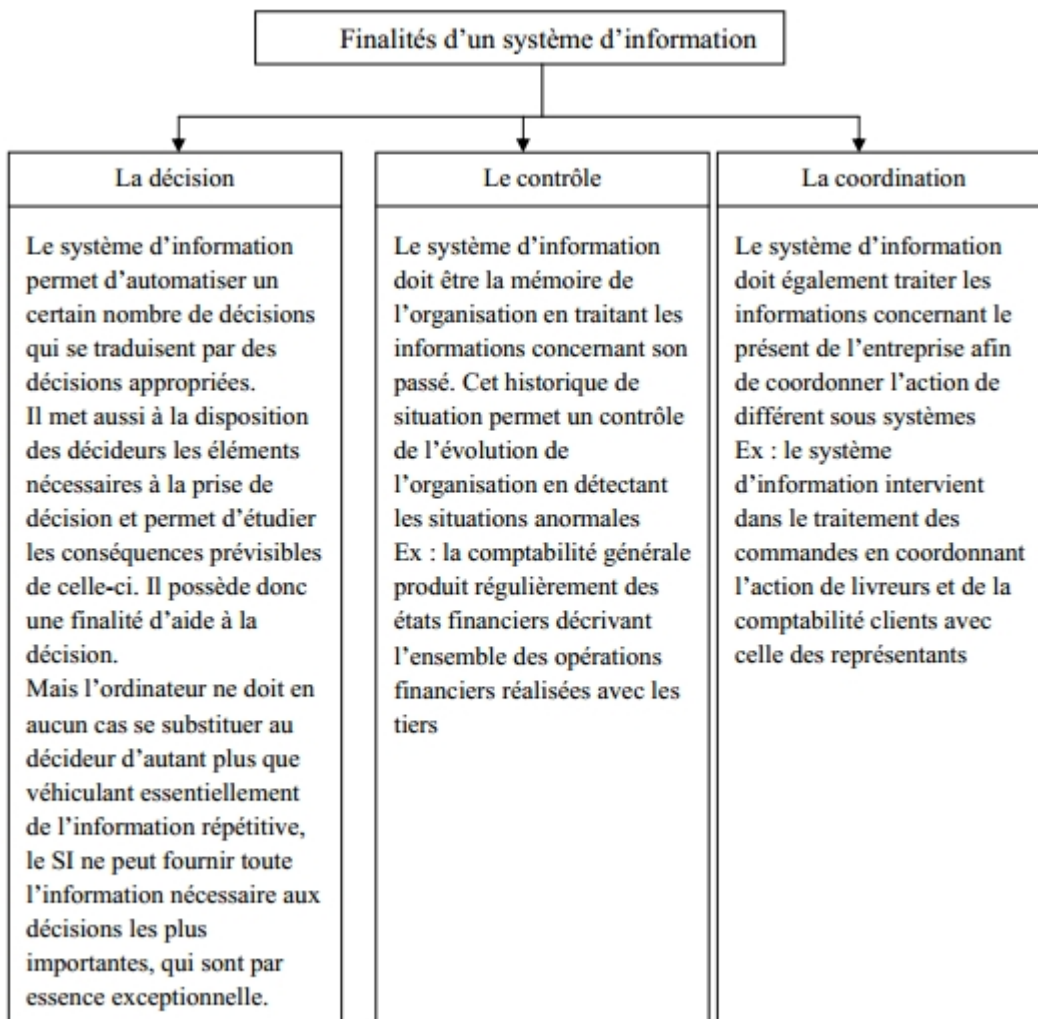 Finalités d’un système d’information
La décision
Le système d’information
permet d’automatiser un
certain nombre de décisions
qui se traduisent par des
décisions appropriées.
Il met aussi à la disposition
des décideurs les éléments
nécessaires à la prise de
décision et permet d’étudier
les conséquences prévisibles
de celle-ci. Il possède donc
une finalité d’aide à la
décision.
Mais l’ordinateur ne doit en
aucun cas se substituer au
décideur d’autant plus que
véhiculant essentiellement
de l’information répétitive,
le SI ne peut fournir toute
l’information nécessaire aux
décisions les plus
importantes, qui sont par
essence exceptionnelle.
Le contrôle
Le système d’information
doit être la mémoire de
l’organisation en traitant les
informations concernant son
passé. Cet historique de
situation permet un contrôle
de l’évolution de
l’organisation en détectant
les situations anormales
Ex : la comptabilité générale
produit régulièrement des
états financiers décrivant
l’ensemble des opérations
financiers réalisées avec les
tiers
La coordination
Le système d’information
doit également traiter les
informations concernant le
présent de l’entreprise afin
de coordonner l’action de
différent sous systèmes
Ex : le système
d’information intervient
dans le traitement des
commandes en coordonnant
l’action de livreurs et de la
comptabilité clients avec
celle des représentants